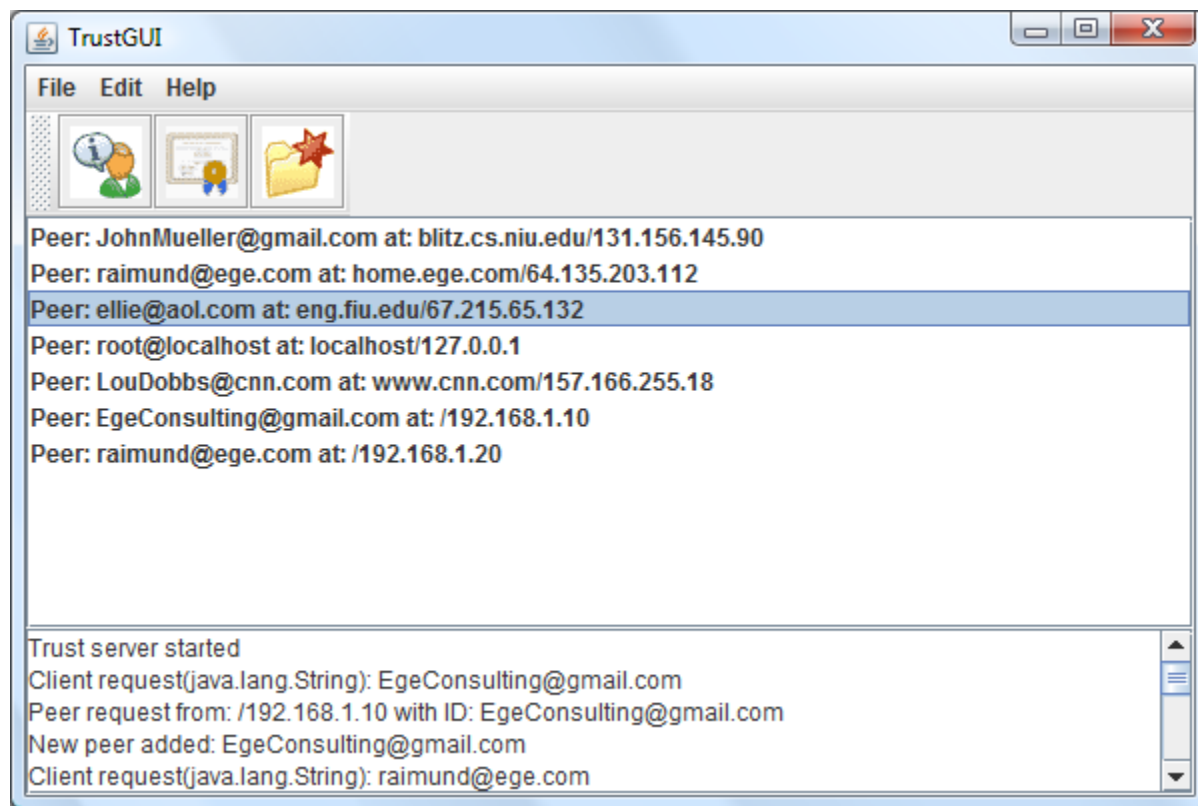 TrustGUI
File Edit Help
Peer: JohnMueller@gmail.com at: blitz.cs.niu.edu/131.156.145.90
Peer: raimund@ege.com at: home.ege.com/64.135.203.112
Peer: ellie@aol.com at: eng.fiu.edu/67.215.65.132
Peer: root@localhost at: localhost/127.0.0.1
Peer: LouDobbs@cnn.com at: www.cnn.com/157.166.255.18
Peer: EgeConsulting@gmail.com at: /192.168.1.10
Peer: raimund@ege.com at: /192.168.1.20
Trust server started
Client request(java.lang.String): EgeConsulting@gmail.com
Peer request from: /192.168.1.10 with ID: EgeConsulting@gmail.com
New peer added: EgeConsulting@gmail.com
Client request(java.lang.String): raimund@ege.com